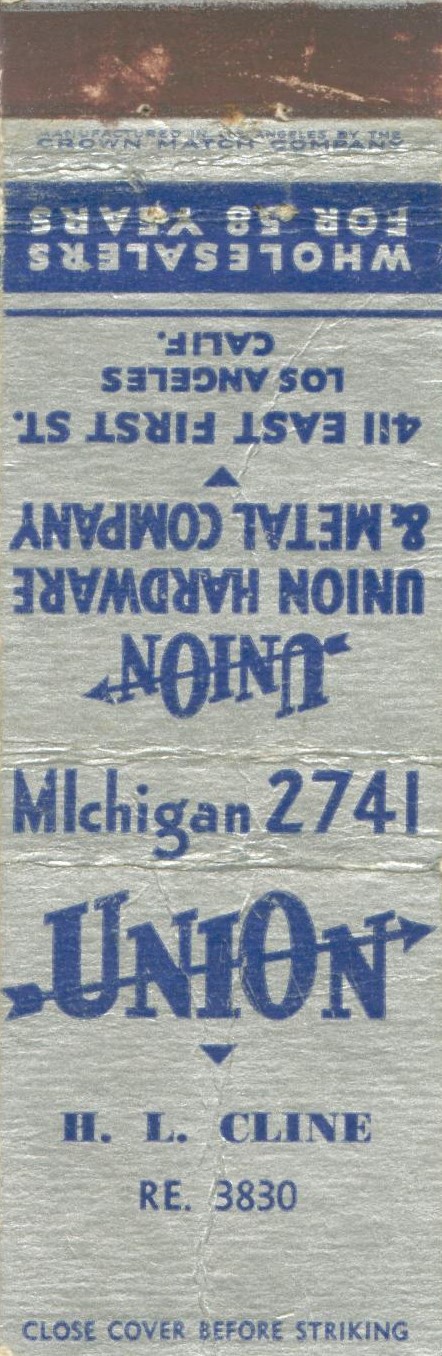 MANUFACTURED IN LOS ANGELES BY THE
CROWN MATCH COMPANY
UNION
UNION HARDWARE
& METAL COMPANY
411 EAST FIRST ST.
LOS ANGELES
CALIF.
WHOLESALERS
FOR 58 YEARS
MIchigan 2741
UNION
H. L. CLINE
RE. 3830
CLOSE COVER BEFORE STRIKING